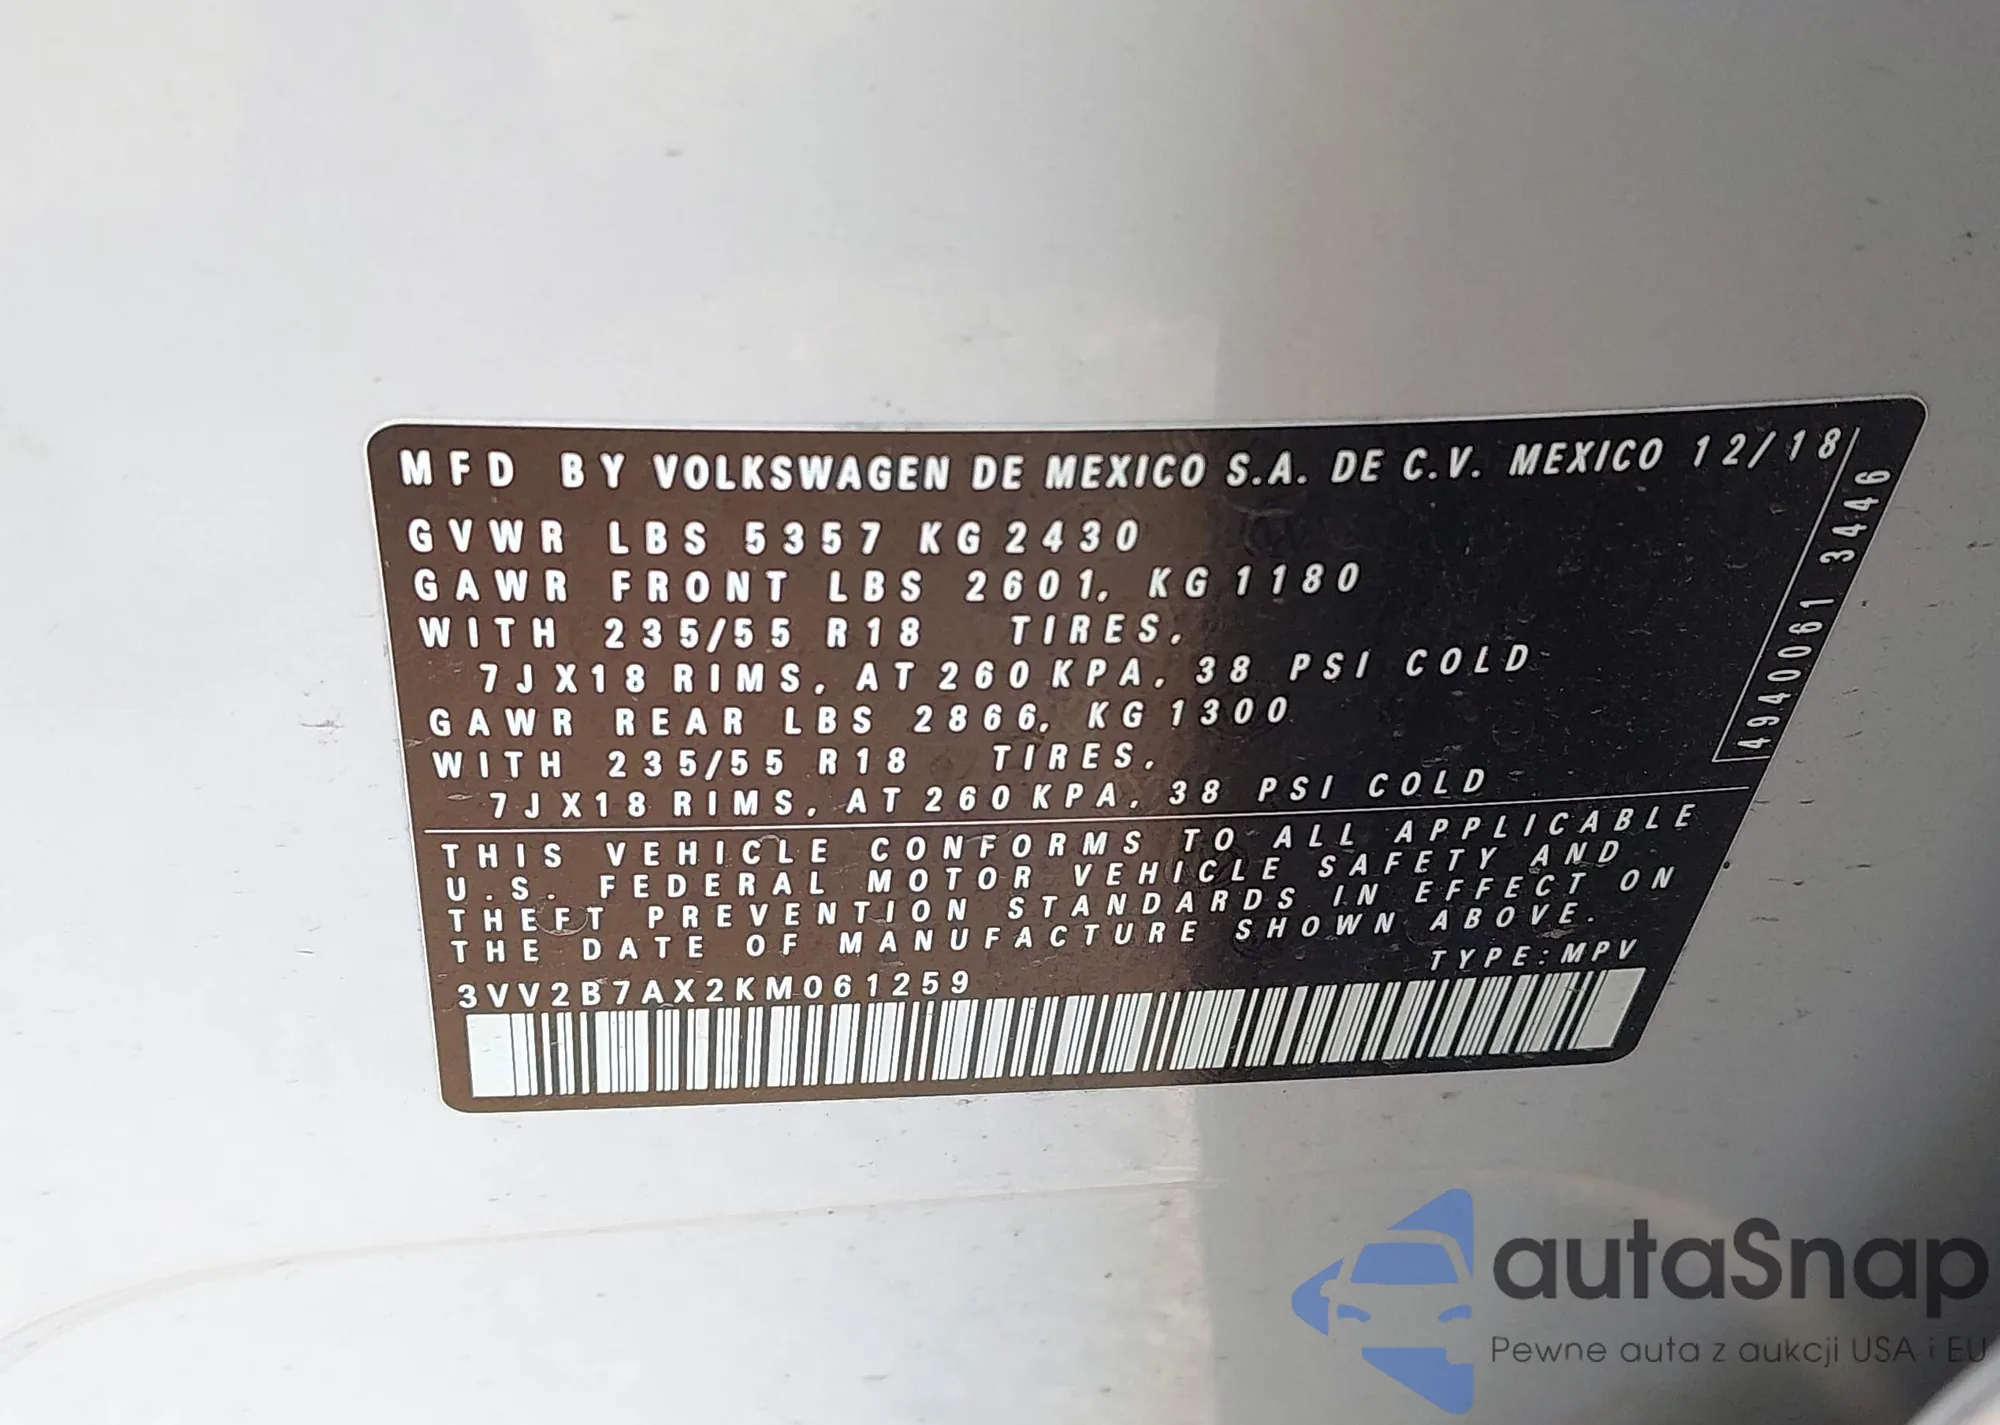 MFD BY VOLKSWAGEN DE MEXICO S.A. DE C.V. MEXICO 12/18
GVWR LBS 5357 KG 2430
GAWR FRONT LBS 2601, KG 1180
WITH 235/55 R18 TIRES,
7JX18 RIMS, AT 260 KPA, 38 PSI COLD
GAWR REAR LBS 2866, KG 1300
WITH 235/55 R18 TIRES,
7JX18 RIMS, AT 260 KPA, 38 PSI COLD
4940061 3446
THIS VEHICLE CONFORMS TO ALL APPLICABLE
U.S. FEDERAL MOTOR VEHICLE SAFETY AND
THEFT PREVENTION STANDARDS IN EFFECT ON
THE DATE OF MANUFACTURE SHOWN ABOVE.
TYPE:MPV
3VV2B7AX2KM061259
autaSnap
Pewne auta z aukcji USA i EU